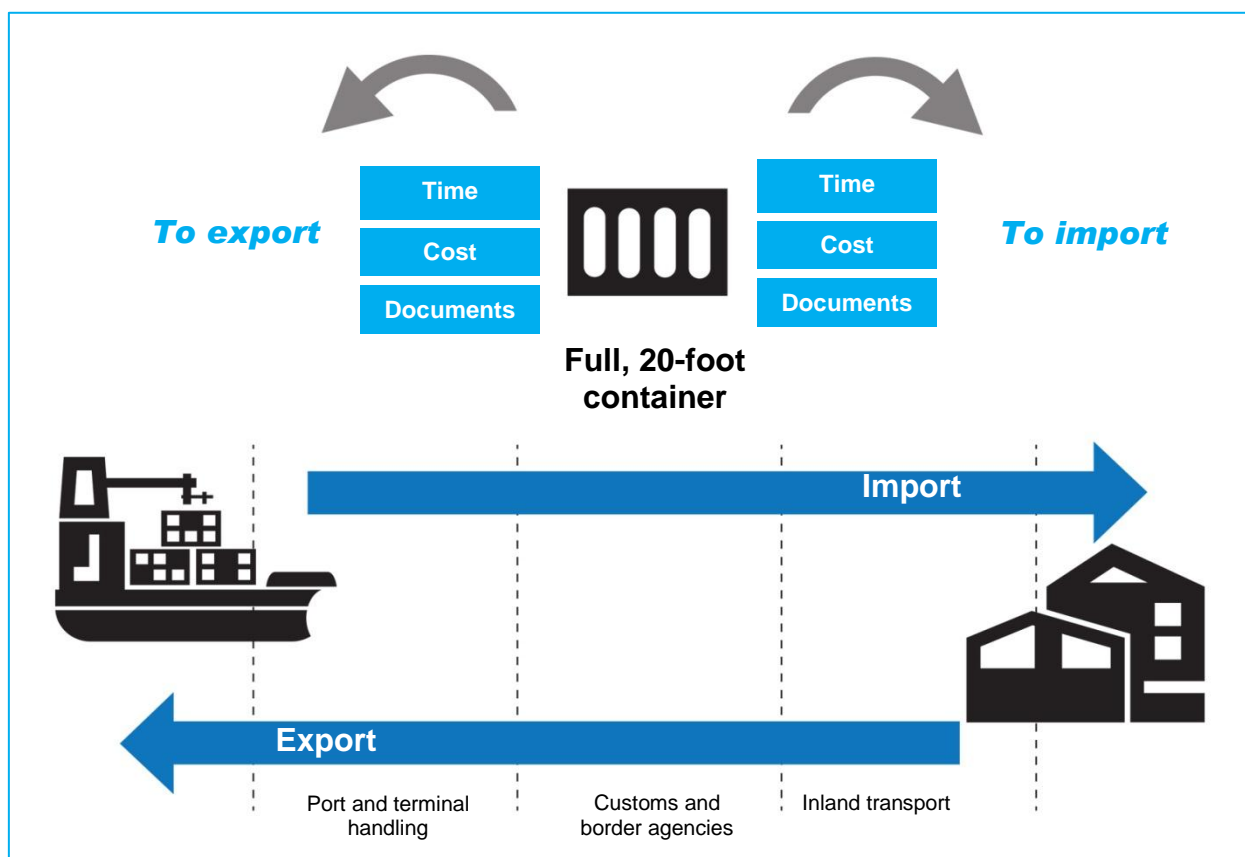 Time
Cost
Documents
To export
Time
Cost
Documents
To import
Full, 20-foot
container
Import
Export
Port and terminal
handling
Customs and
border agencies
Inland transport